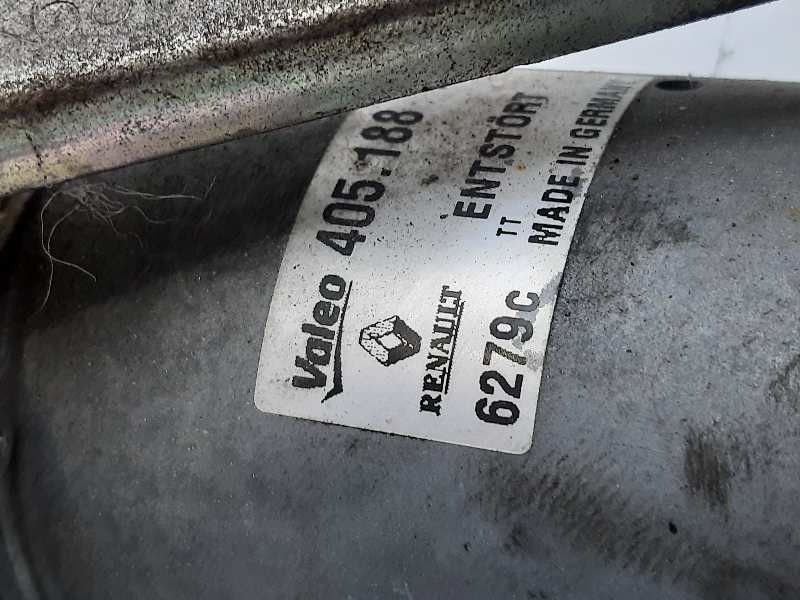 Valeo 405.188
RENAULT ENTSTÖRT
TT
6279C MADE IN GERMANY